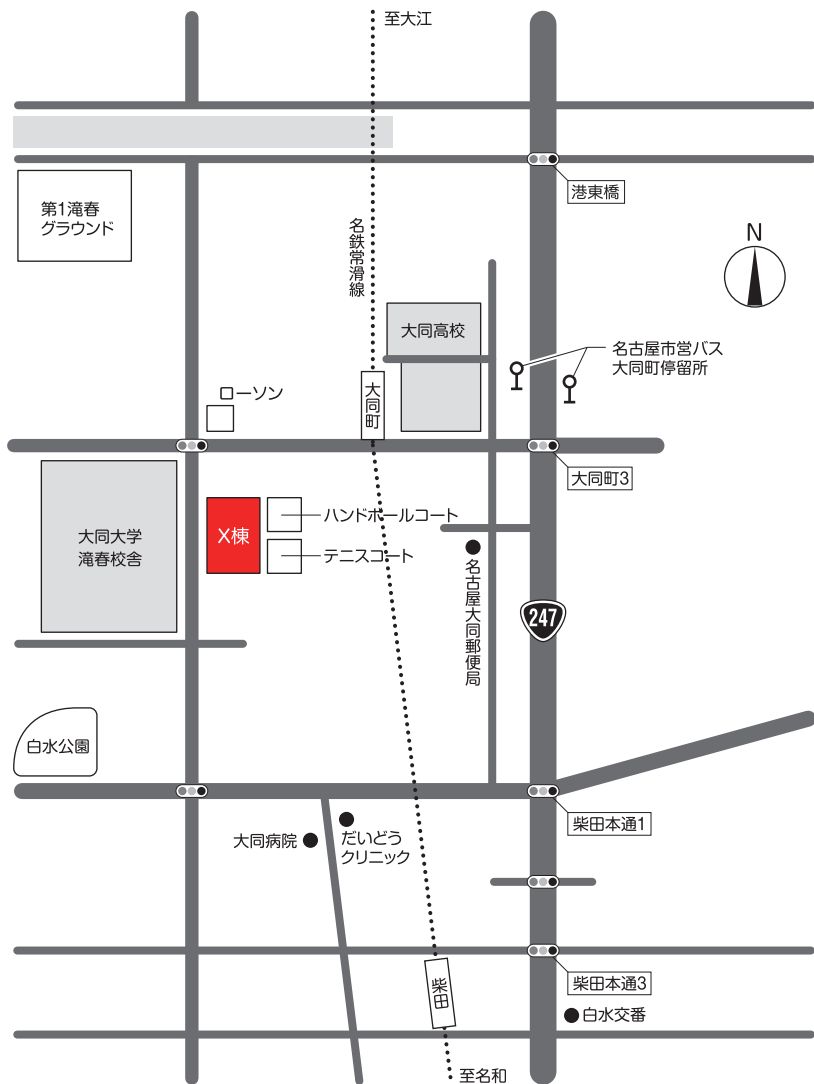 至大江
港東橋
第1滝春
グラウンド
名鉄常滑線
N
大同高校
名古屋市営バス
大同町停留所
大同町
ローソン
大同町3
大同大学
滝春校舎
X棟
ハンドボールコート
テニスコート
名古屋大同郵便局
247
白水公園
柴田本通1
大同病院
だいどう
クリニック
柴田
柴田本通3
白水交番
至名和